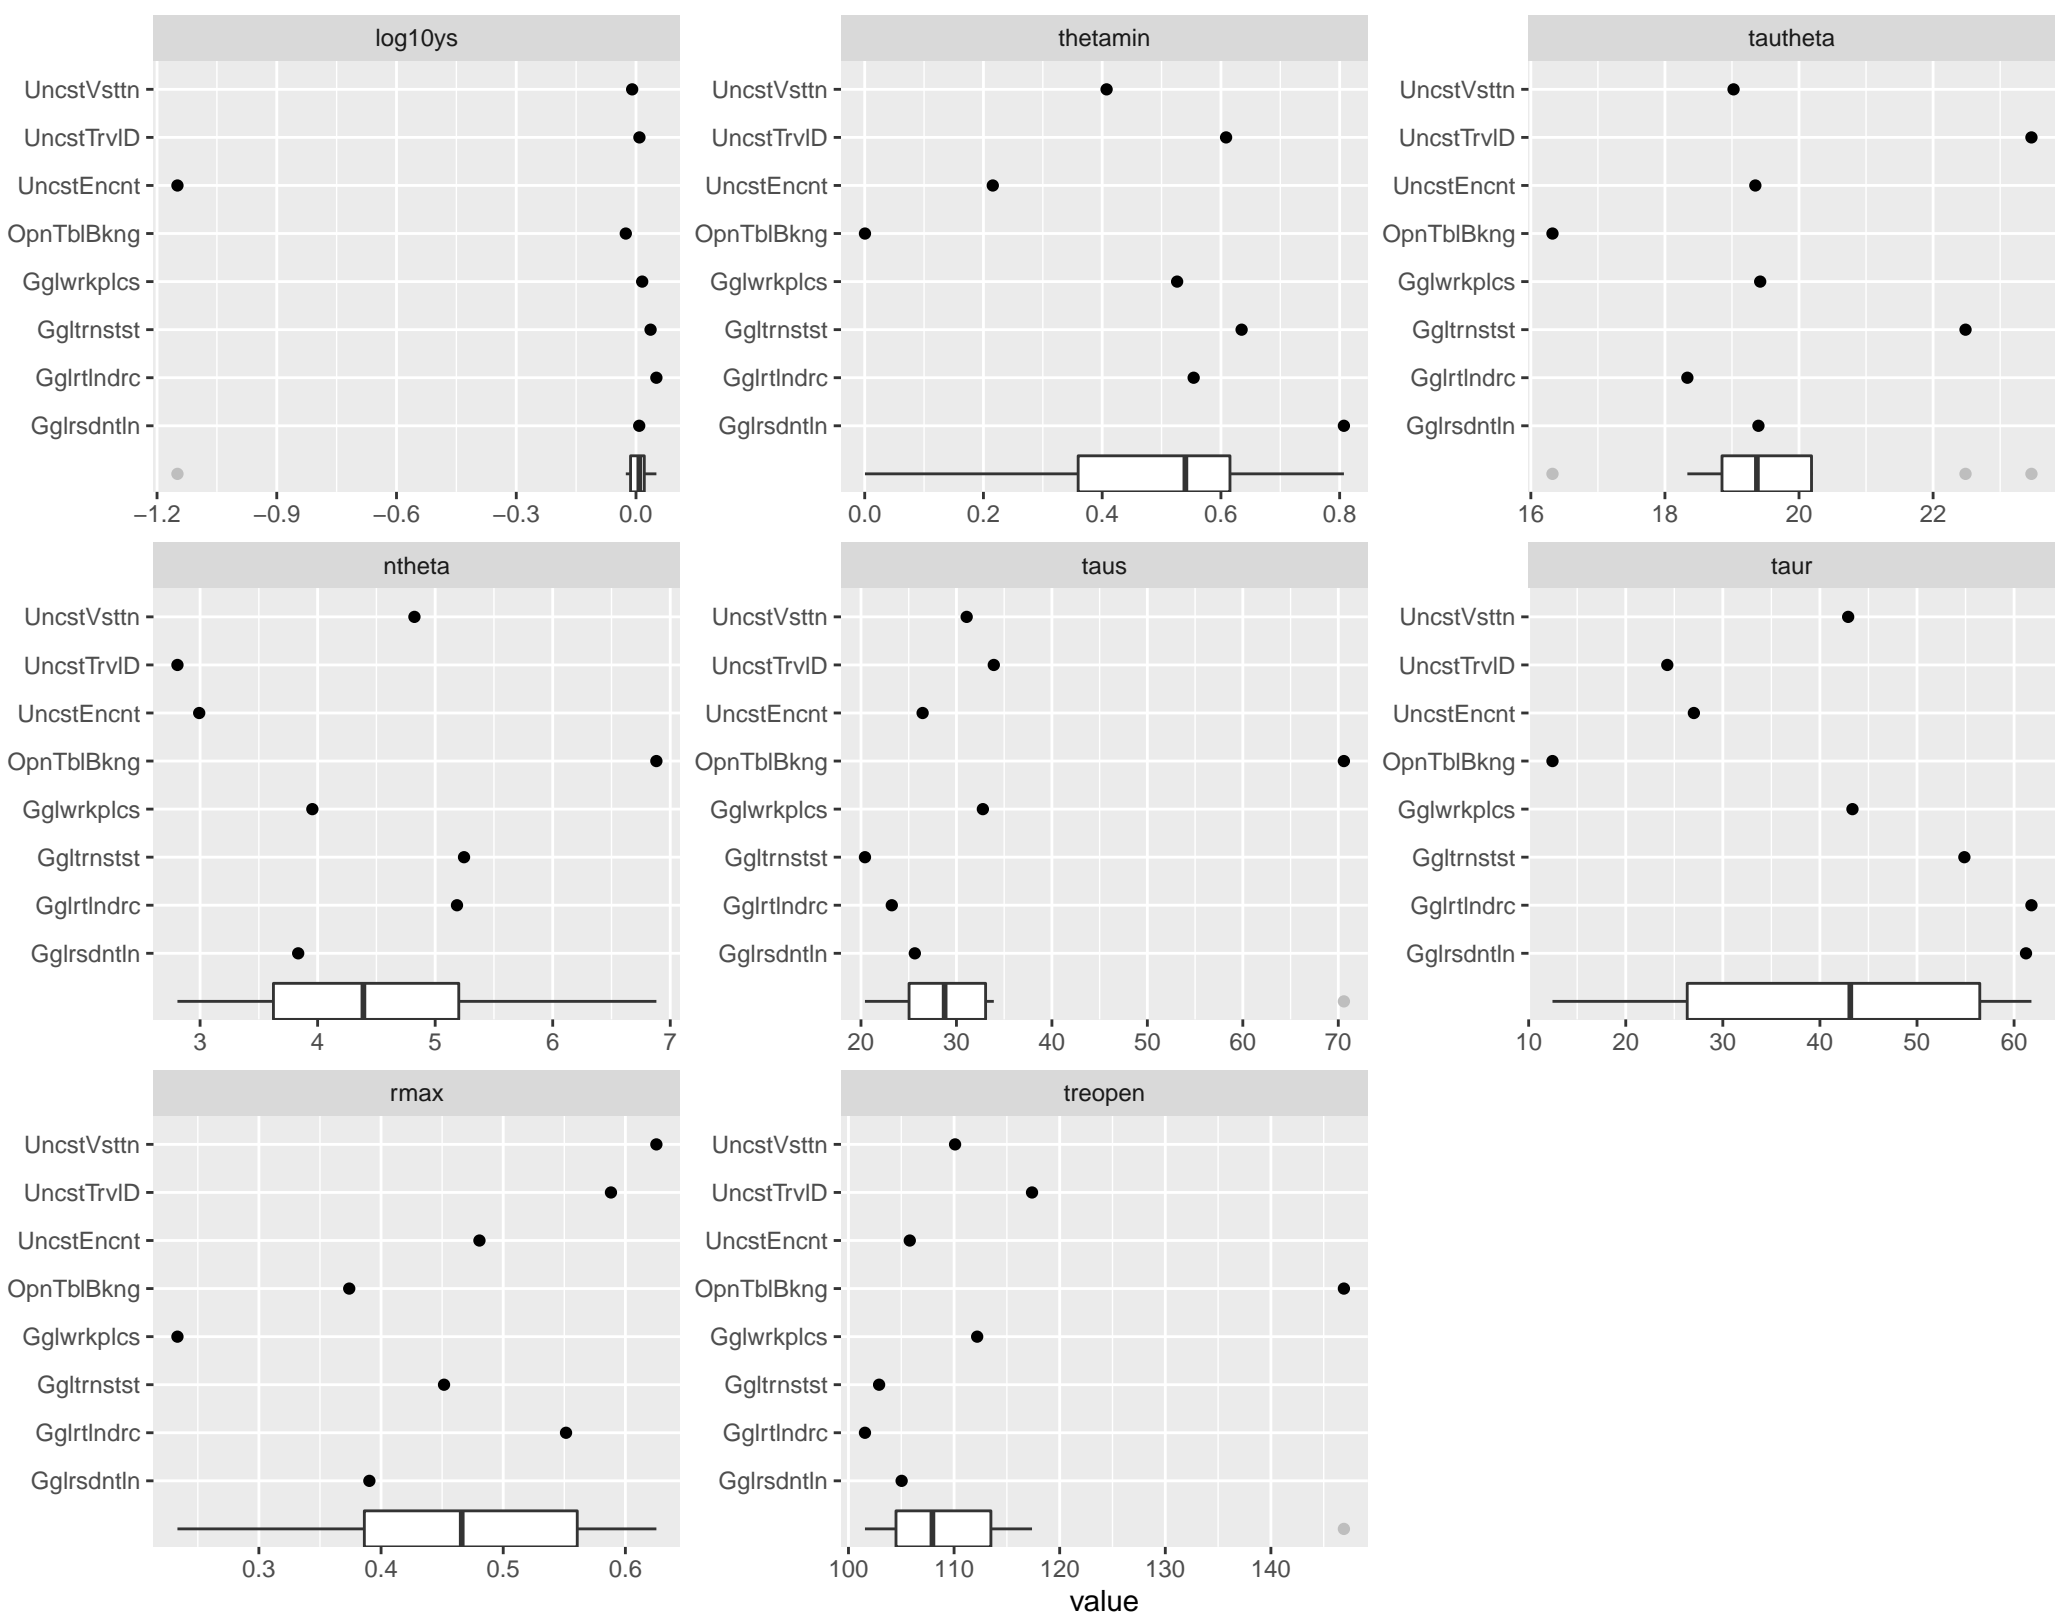 log10ys thetamin tautheta
UncstVsttn UncstVsttn UncstVsttn
UncstTrvlD UncstTrvlD UncstTrvlD
UncstEncnt UncstEncnt UncstEncnt
OpnTblBkng OpnTblBkng OpnTblBkng
Gglwrkplcs Gglwrkplcs Gglwrkplcs
Ggltrnstst Ggltrnstst Ggltrnstst
Gglrtlndrc Gglrtlndrc Gglrtlndrc
Gglrsdntln Gglrsdntln Gglrsdntln
−1.2 −0.9 −0.6 −0.3 0.0 0.0 0.2 0.4 0.6 0.8 16 18 20 22
ntheta taus taur
UncstVsttn UncstVsttn UncstVsttn
UncstTrvlD UncstTrvlD UncstTrvlD
UncstEncnt UncstEncnt UncstEncnt
OpnTblBkng OpnTblBkng OpnTblBkng
Gglwrkplcs Gglwrkplcs Gglwrkplcs
Ggltrnstst Ggltrnstst Ggltrnstst
Gglrtlndrc Gglrtlndrc Gglrtlndrc
Gglrsdntln Gglrsdntln Gglrsdntln
3 4 5 6 7 20 30 40 50 60 70 10 20 30 40 50 60
rmax treopen
UncstVsttn UncstVsttn
UncstTrvlD UncstTrvlD
UncstEncnt UncstEncnt
OpnTblBkng OpnTblBkng
Gglwrkplcs Gglwrkplcs
Ggltrnstst Ggltrnstst
Gglrtlndrc Gglrtlndrc
Gglrsdntln Gglrsdntln
0.3 0.4 0.5 0.6 100 110 120 130 140
value